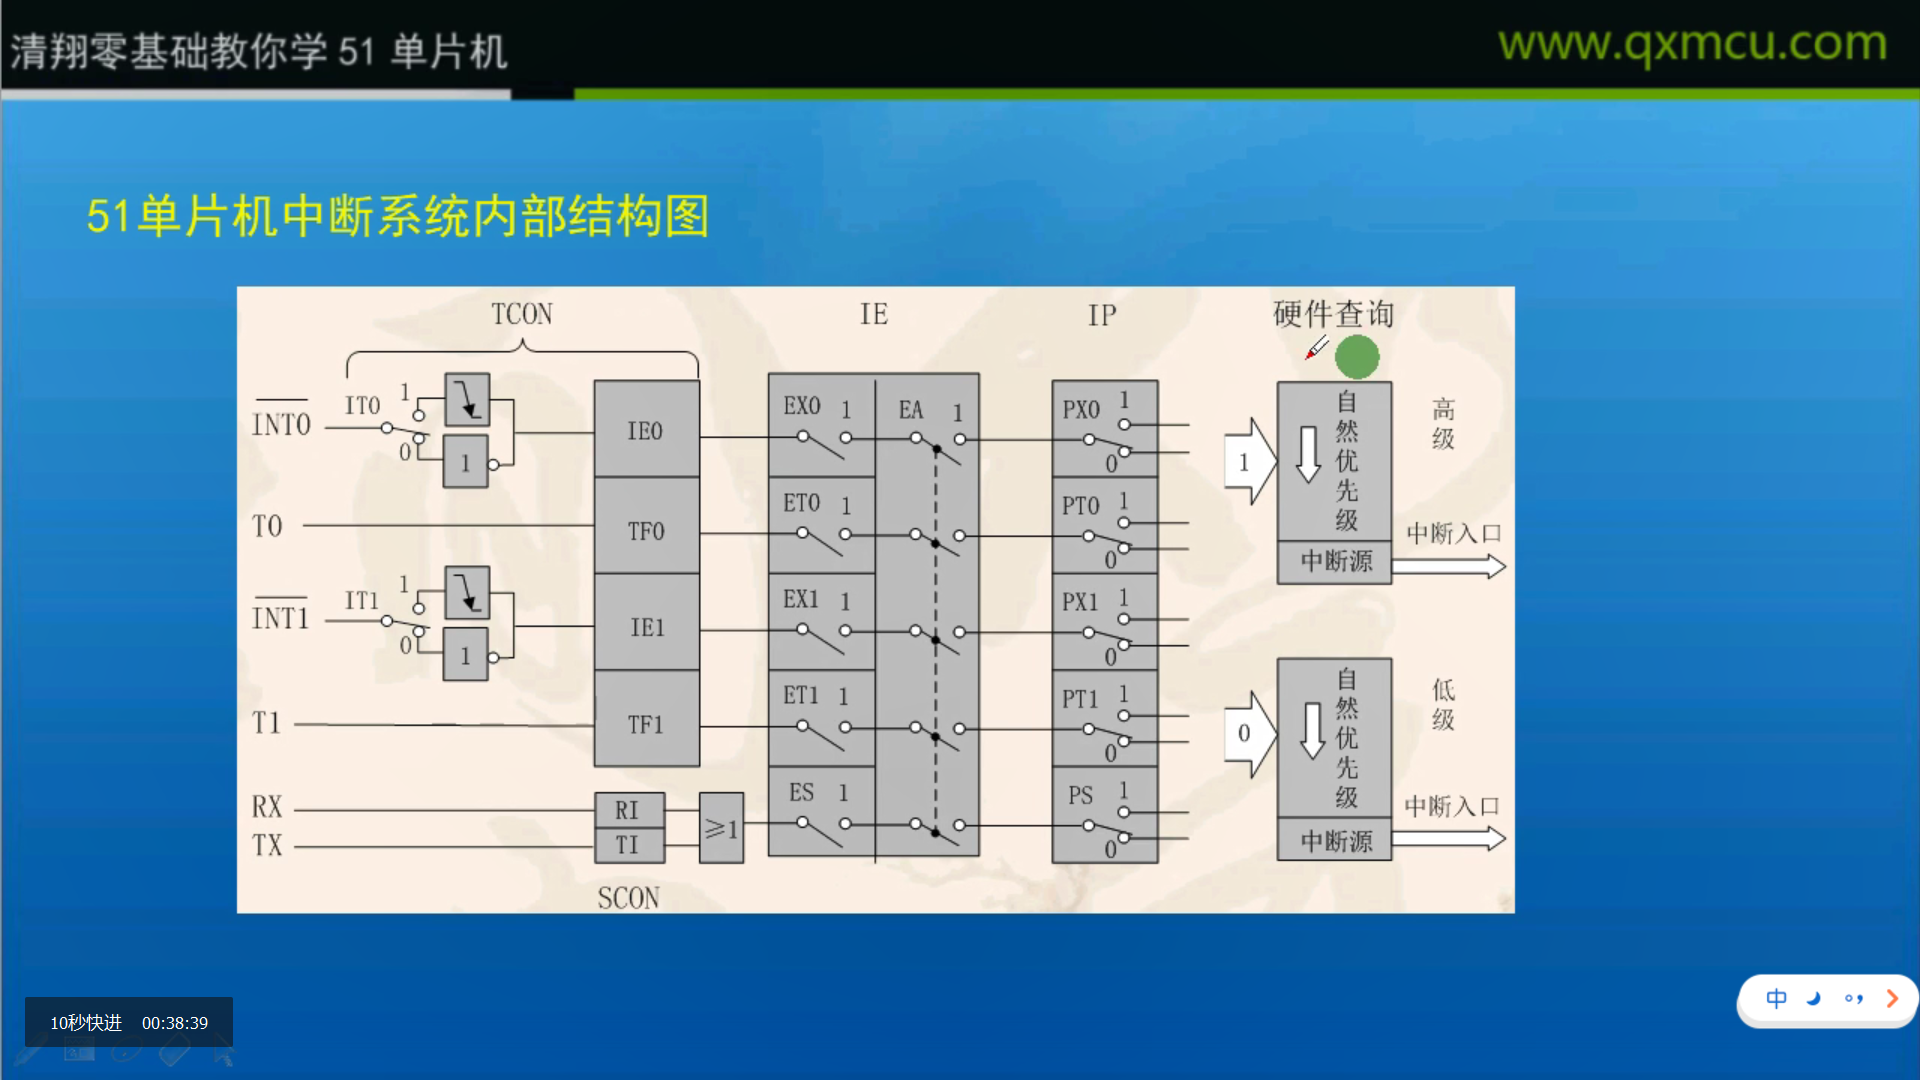 清翔零基础教你学 51 单片机
www.qxmcu.com
51单片机中断系统内部结构图
TCON
IE
IP
硬件查询
INT0
IT0
1
0
1
IE0
EX0 1
EA 1
PX0 1
0
1
自然优先级
高级
T0
TF0
ET0 1
PT0 1
0
中断源
中断入口
INT1
IT1
1
0
1
IE1
EX1 1
PX1 1
0
T1
TF1
ET1 1
PT1 1
0
0
自然优先级
低级
RX
RI
TX
TI
≥1
ES 1
PS 1
0
中断源
中断入口
SCON
10秒快进 00:38:39
中